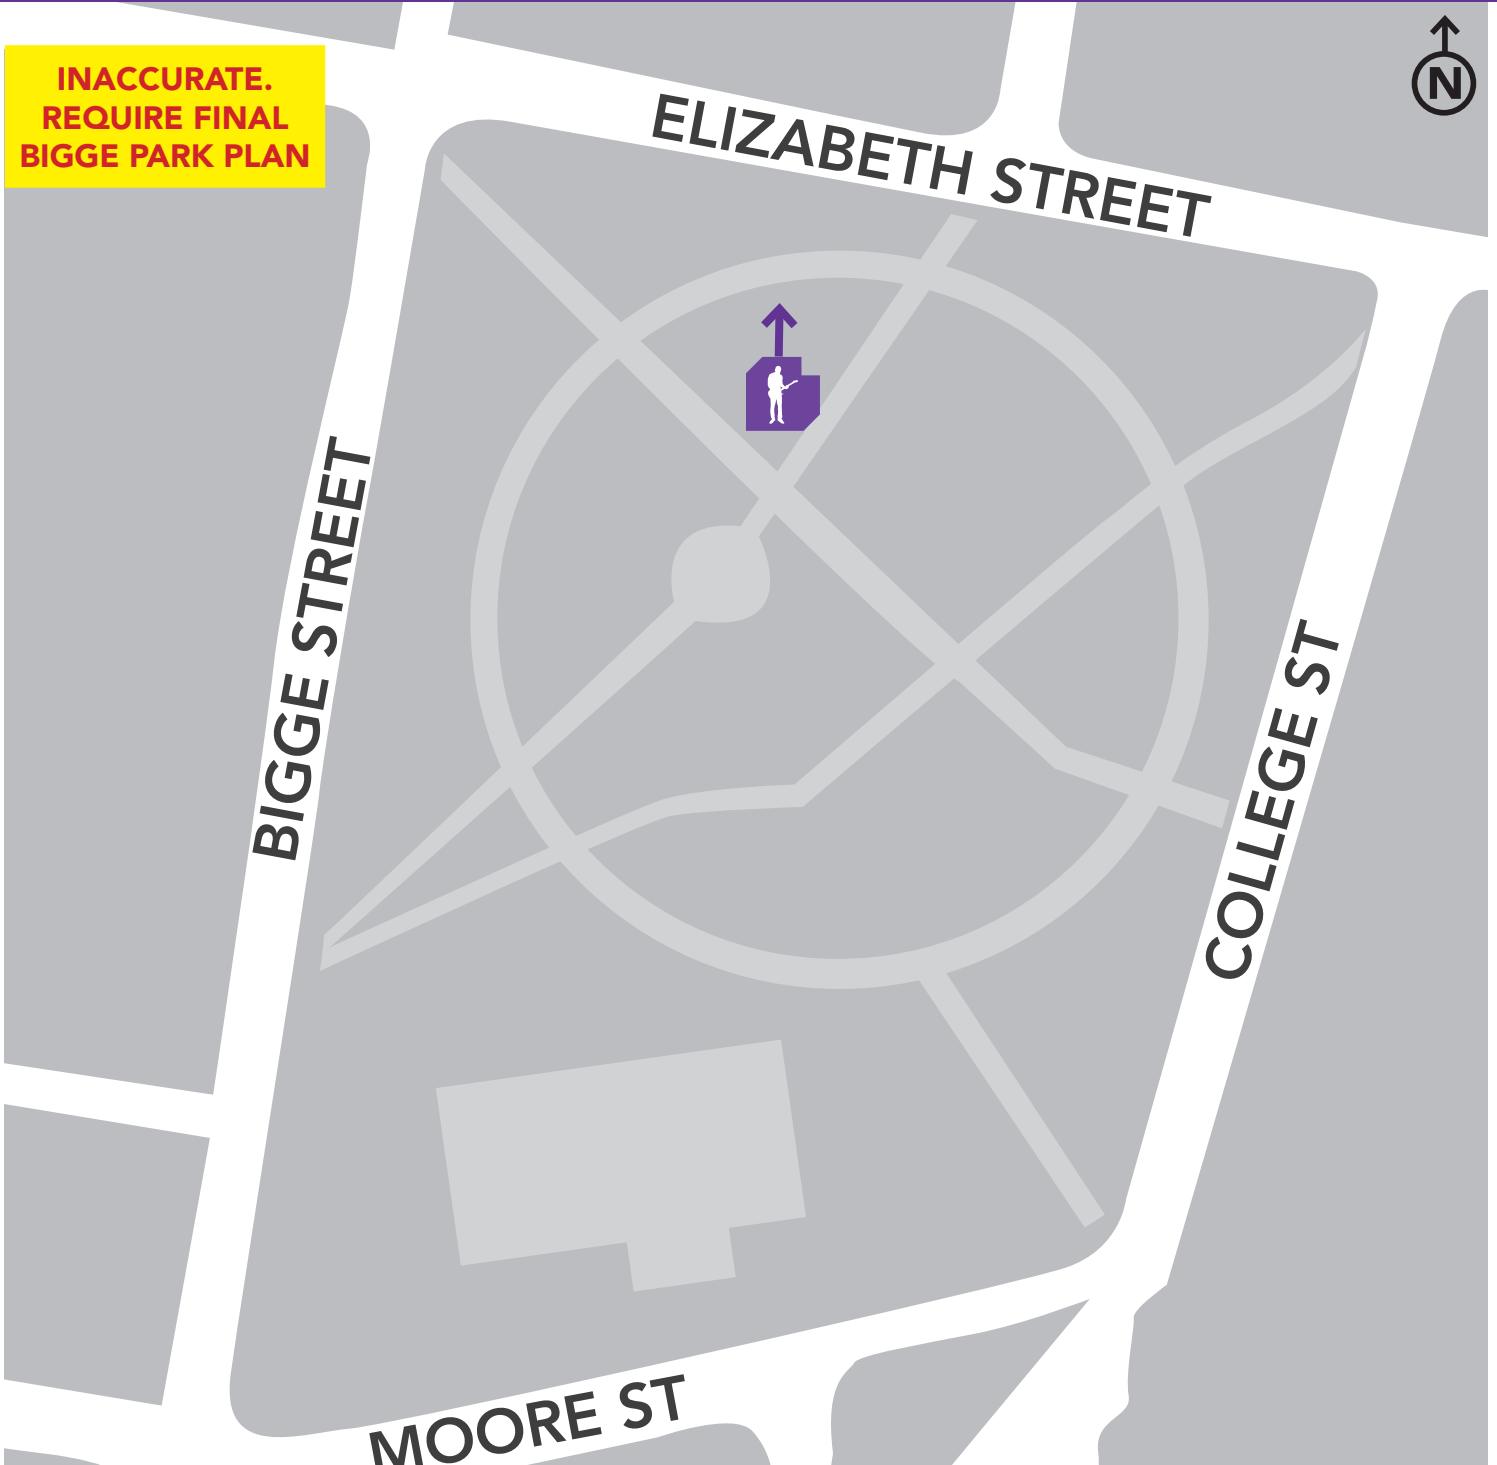 INACCURATE.
REQUIRE FINAL
BIGGE PARK PLAN
N
ELIZABETH STREET
BIGGE STREET
COLLEGE ST
MOORE ST